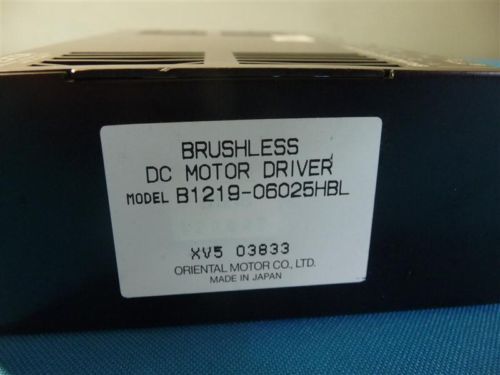 BRUSHLESS
DC MOTOR DRIVER
MODEL B1219-06025HBL
XV5 03833
ORIENTAL MOTOR CO., LTD.
MADE IN JAPAN